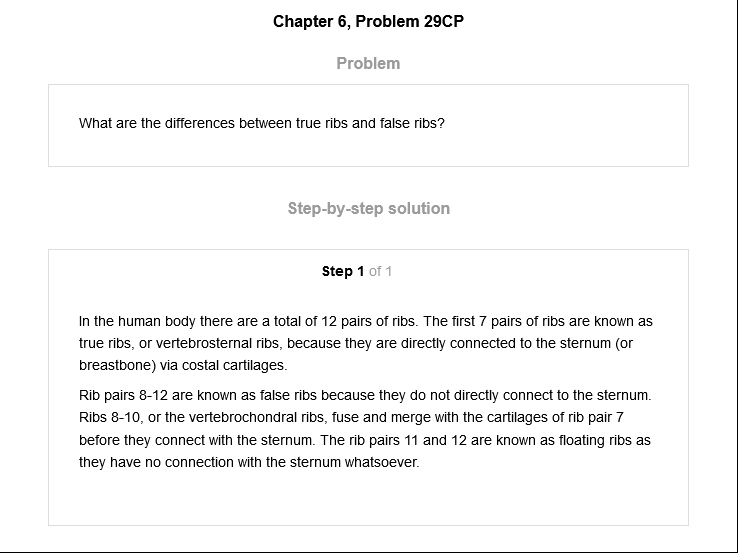 Chapter 6, Problem 29CP
Problem
What are the differences between true ribs and false ribs?
Step-by-step solution
Step 1 of 1
In the human body there are a total of 12 pairs of ribs. The first 7 pairs of ribs are known as
true ribs, or vertebrosternal ribs, because they are directly connected to the sternum (or
breastbone) via costal cartilages.
Rib pairs 8-12 are known as false ribs because they do not directly connect to the sternum.
Ribs 8-10, or the vertebrochondral ribs, fuse and merge with the cartilages of rib pair 7
before they connect with the sternum. The rib pairs 11 and 12 are known as floating ribs as
they have no connection with the sternum whatsoever.